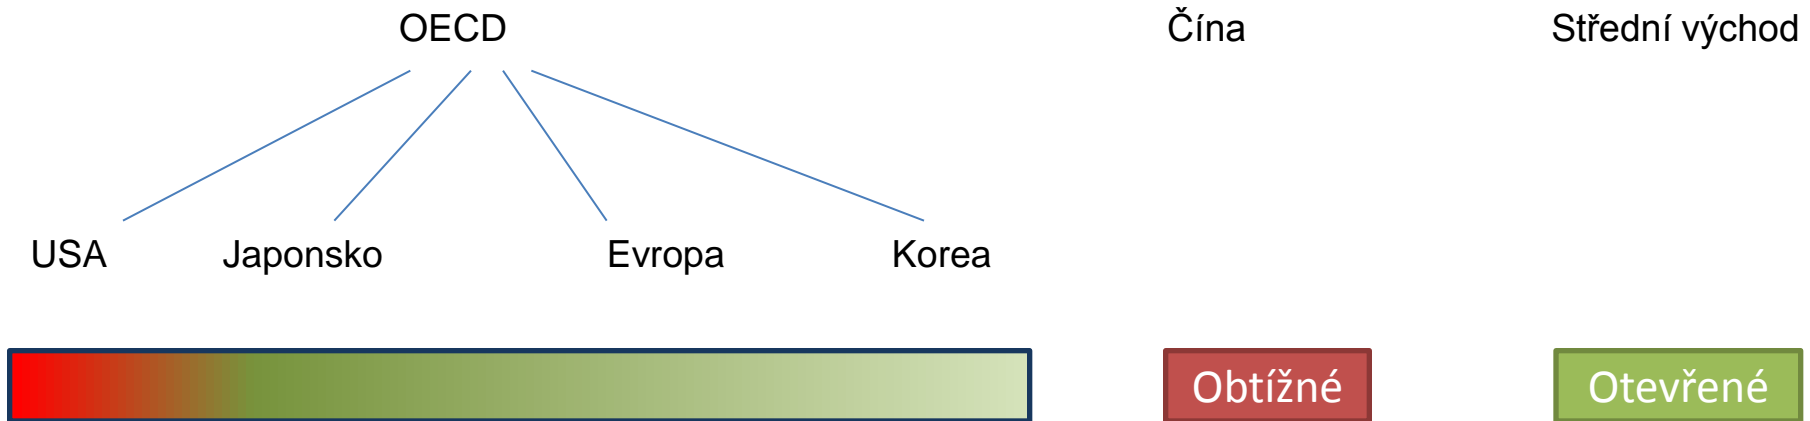 OECD Čína Střední východ
USA Japonsko Evropa Korea
Obtížné Otevřené